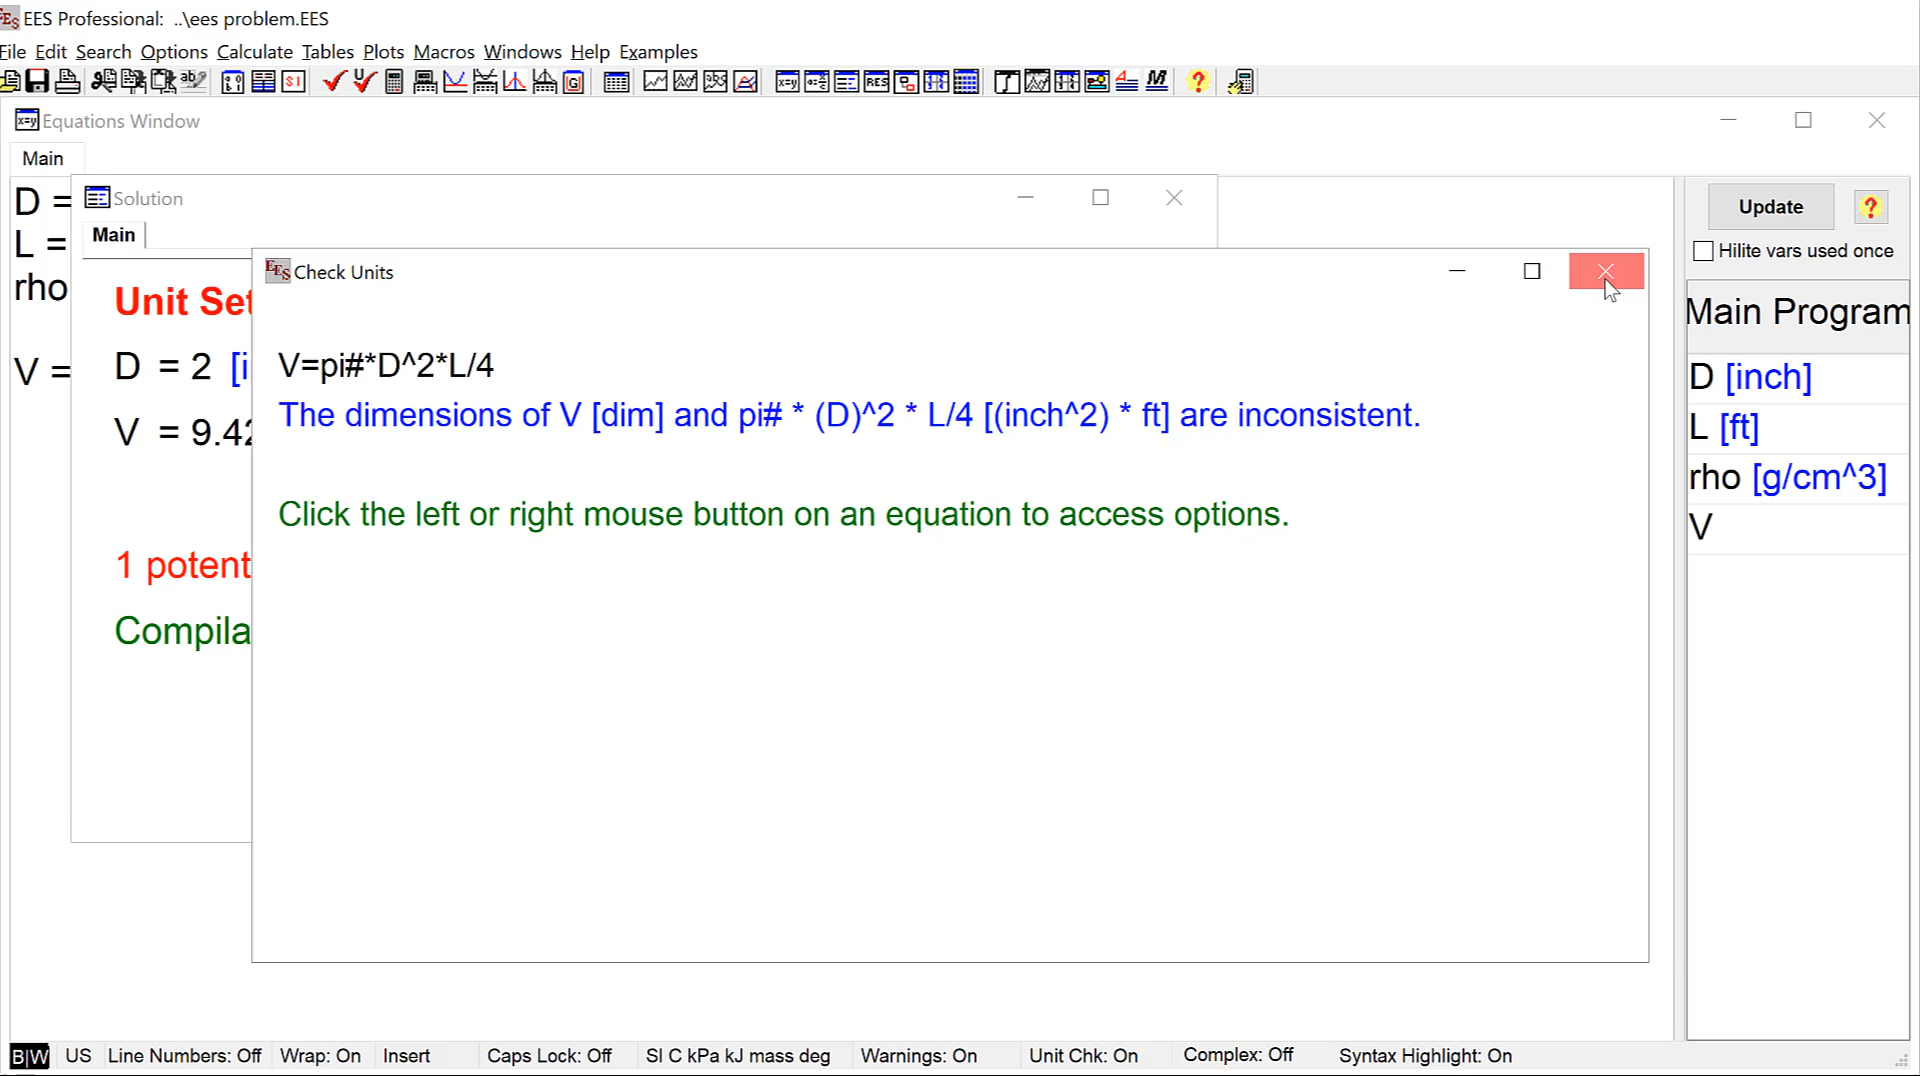 EES Professional: ..\ees problem.EES
File Edit Search Options Calculate Tables Plots Macros Windows Help Examples
Equations Window
Main
D =
L =
rho
V =
Solution
Main
Unit Set
D = 2 [i
V = 9.42
1 potent
Compila
Check Units
V=pi#*D^2*L/4
The dimensions of V [dim] and pi# * (D)^2 * L/4 [(inch^2) * ft] are inconsistent.
Click the left or right mouse button on an equation to access options.
Update
Hilite vars used once
Main Program
D [inch]
L [ft]
rho [g/cm^3]
V
B|W US Line Numbers: Off Wrap: On Insert Caps Lock: Off SI C kPa kJ mass deg Warnings: On Unit Chk: On Complex: Off Syntax Highlight: On